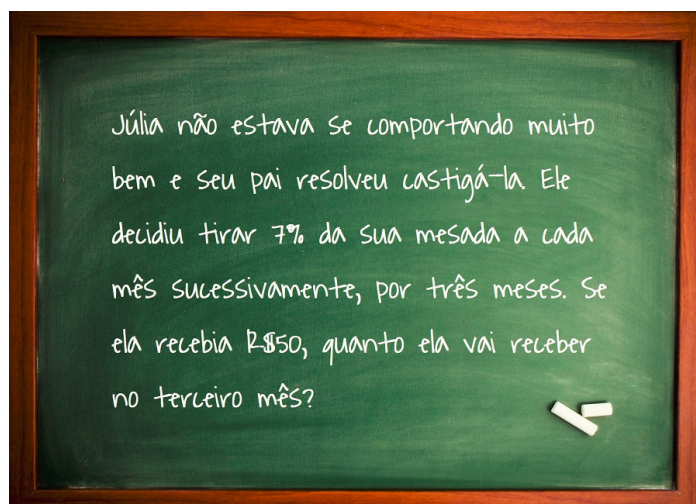 Júlia não estava se comportando muito
bem e seu pai resolveu castigá-la. Ele
decidiu tirar 7% da sua mesada a cada
mês sucessivamente, por três meses. Se
ela recebia R$50, quanto ela vai receber
no terceiro mês?